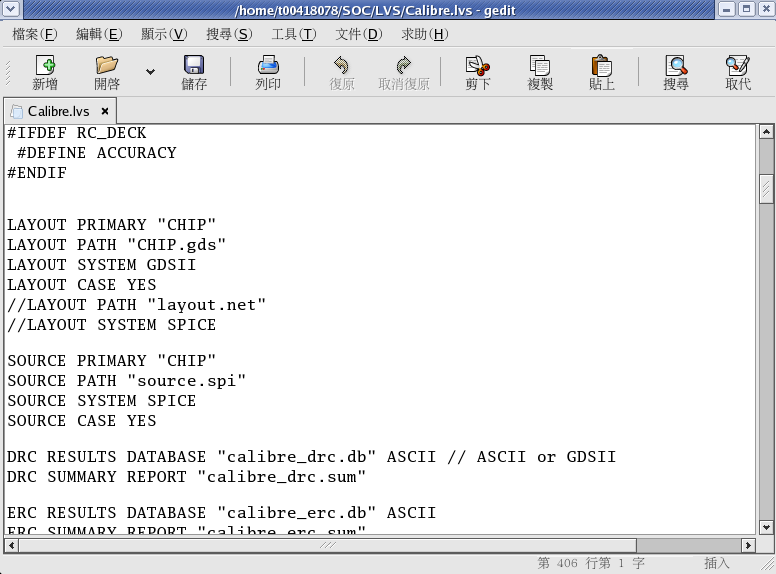 /home/t00418078/SOC/LVS/Calibre.lvs - gedit
檔案(F) 編輯(E) 顯示(V) 搜尋(S) 工具(T) 文件(D) 求助(H)
新增 開啓 儲存 列印 復原 取消復原 剪下 複製 貼上 搜尋 取代
Calibre.lvs
#IFDEF RC_DECK
#DEFINE ACCURACY
#ENDIF
LAYOUT PRIMARY "CHIP"
LAYOUT PATH "CHIP.gds"
LAYOUT SYSTEM GDSII
LAYOUT CASE YES
//LAYOUT PATH "layout.net"
//LAYOUT SYSTEM SPICE
SOURCE PRIMARY "CHIP"
SOURCE PATH "source.spi"
SOURCE SYSTEM SPICE
SOURCE CASE YES
DRC RESULTS DATABASE "calibre_drc.db" ASCII // ASCII or GDSII
DRC SUMMARY REPORT "calibre_drc.sum"
ERC RESULTS DATABASE "calibre_erc.db" ASCII
ERC SUMMARY REPORT "calibre_erc.sum"
第 406 行第 1 字 插入